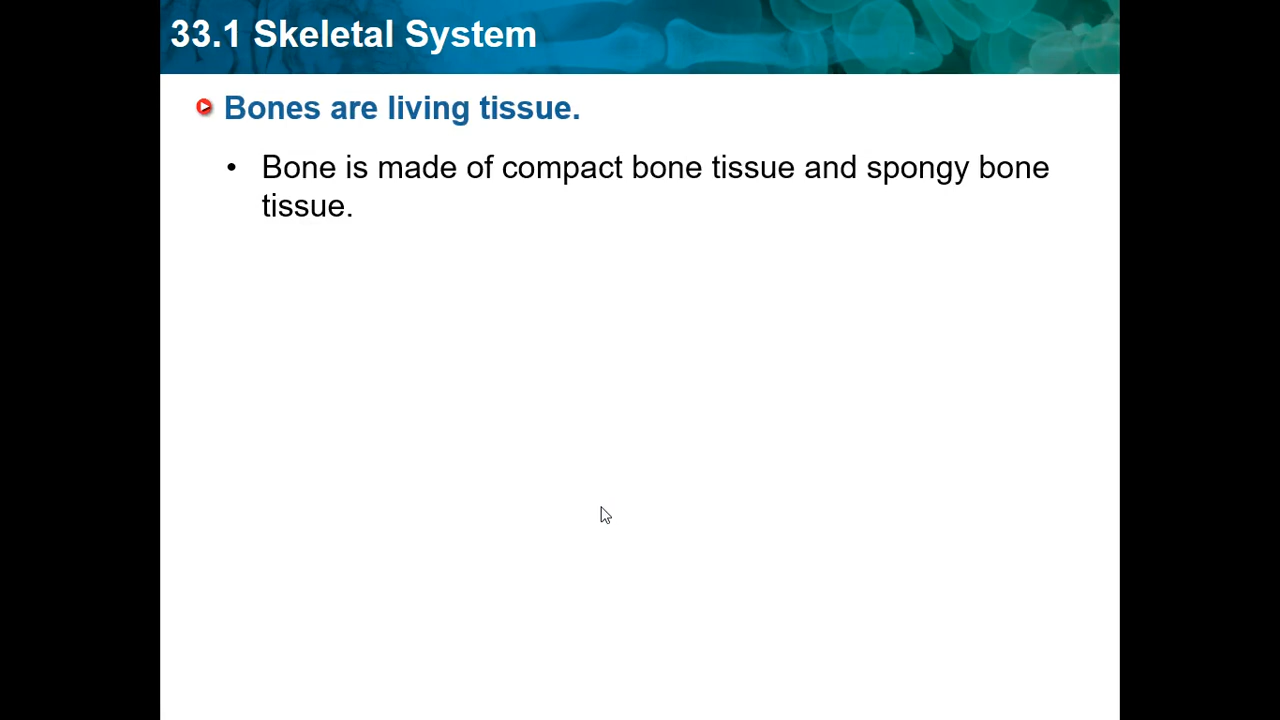 33.1 Skeletal System
Bones are living tissue.
• Bone is made of compact bone tissue and spongy bone
tissue.